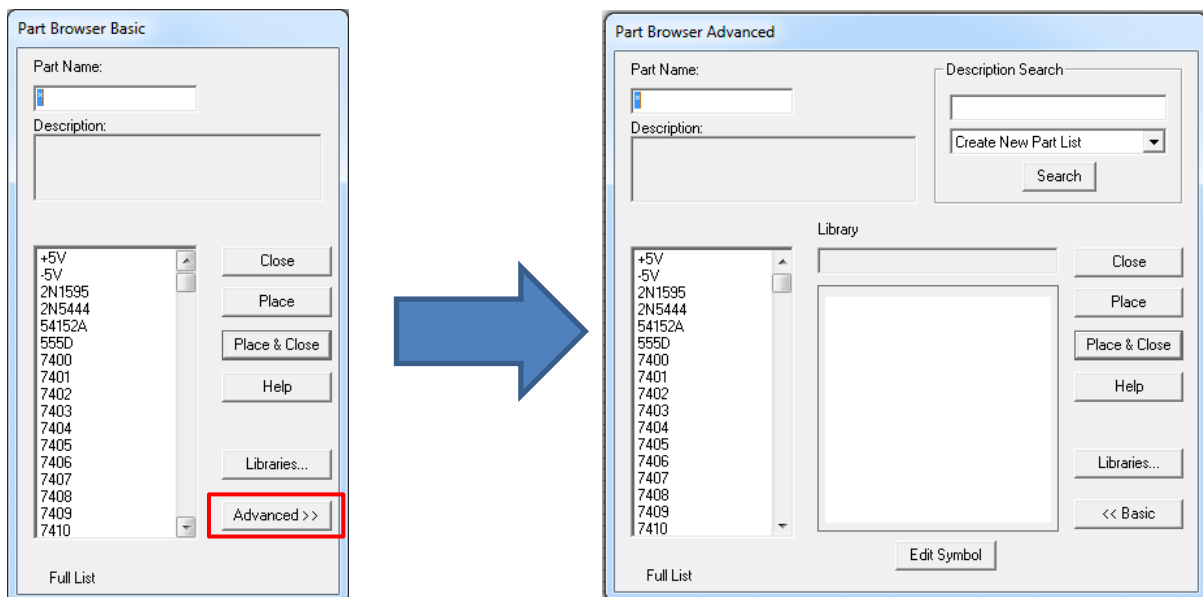 Part Browser Basic
Part Name:
*
Description:
+5V
-5V
2N1595
2N5444
54152A
555D
7400
7401
7402
7403
7404
7405
7406
7407
7408
7409
7410
Close
Place
Place & Close
Help
Libraries...
Advanced >>
Full List
Part Browser Advanced
Part Name:
*
Description:
Description Search
Create New Part List
Search
Library
+5V
-5V
2N1595
2N5444
54152A
555D
7400
7401
7402
7403
7404
7405
7406
7407
7408
7409
7410
Close
Place
Place & Close
Help
Libraries...
<< Basic
Edit Symbol
Full List